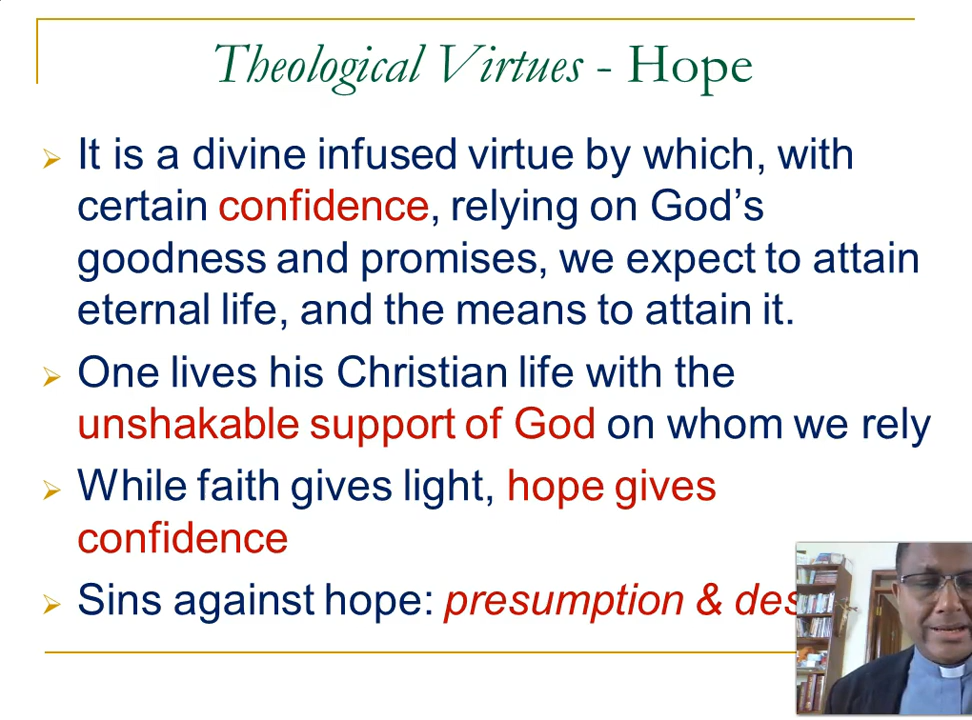 Theological Virtues - Hope
It is a divine infused virtue by which, with
certain confidence, relying on God's
goodness and promises, we expect to attain
eternal life, and the means to attain it.
One lives his Christian life with the
unshakable support of God on whom we rely
While faith gives light, hope gives
confidence
Sins against hope: presumption &